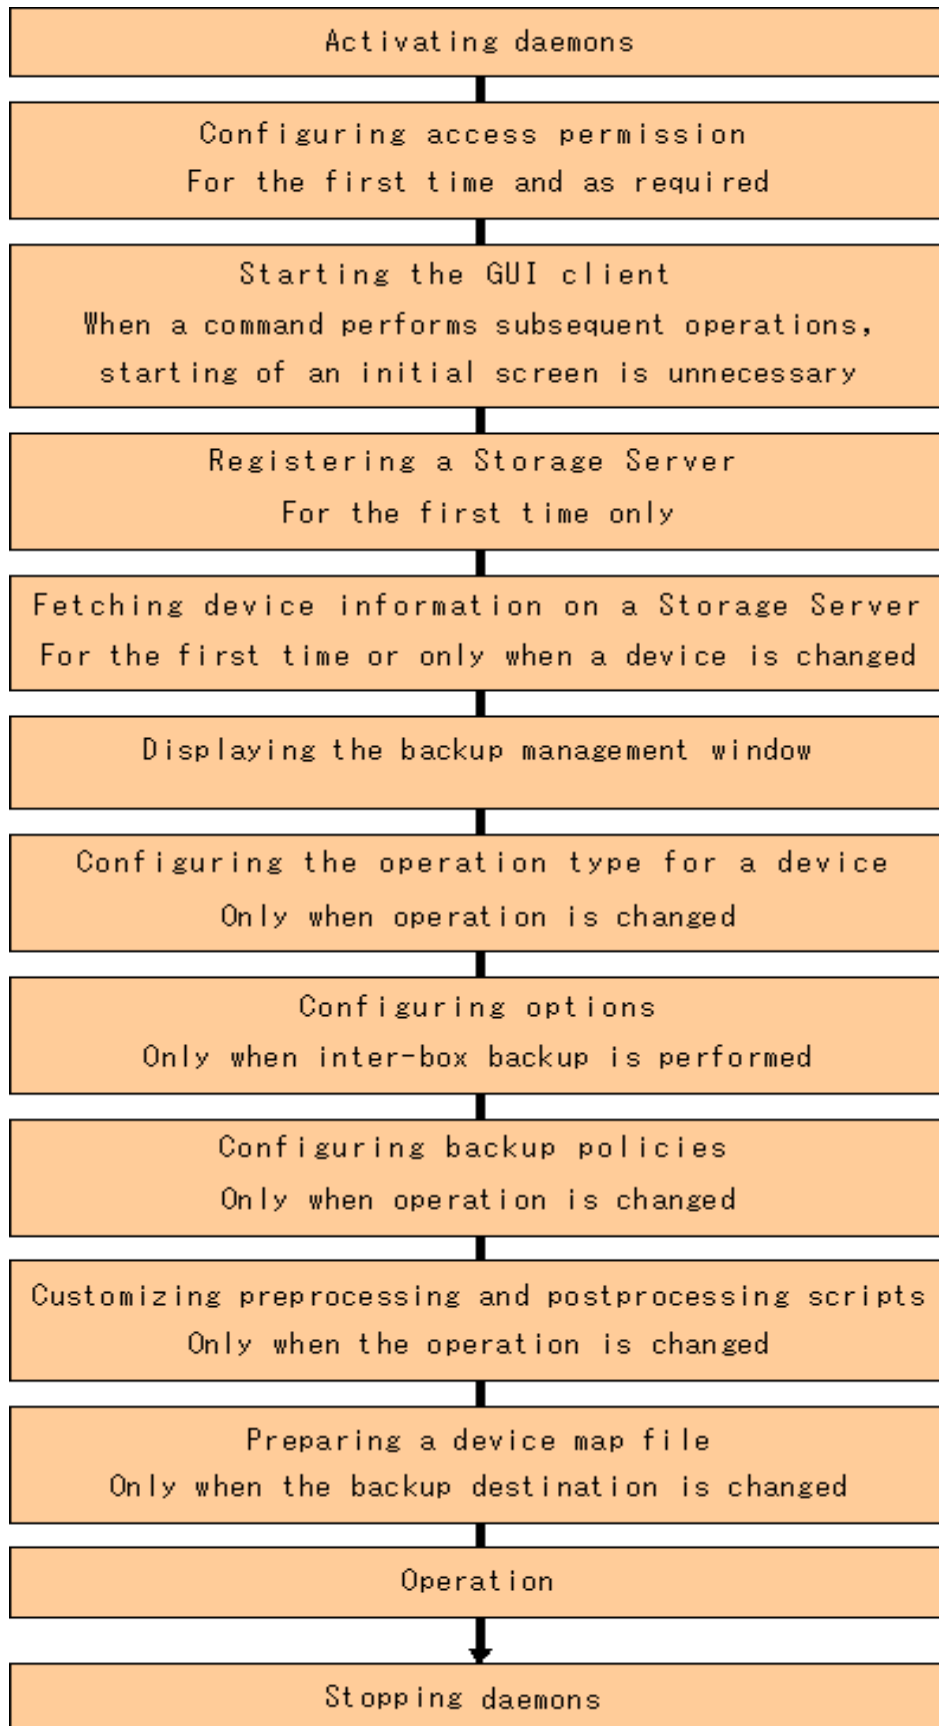 Activating daemons
Configuring access permission
For the first time and as required
Starting the GUI client
When a command performs subsequent operations,
starting of an initial screen is unnecessary
Registering a Storage Server
For the first time only
Fetching device information on a Storage Server
For the first time or only when a device is changed
Displaying the backup management window
Configuring the operation type for a device
Only when operation is changed
Configuring options
Only when inter-box backup is performed
Configuring backup policies
Only when operation is changed
Customizing preprocessing and postprocessing scripts
Only when the operation is changed
Preparing a device map file
Only when the backup destination is changed
Operation
Stopping daemons